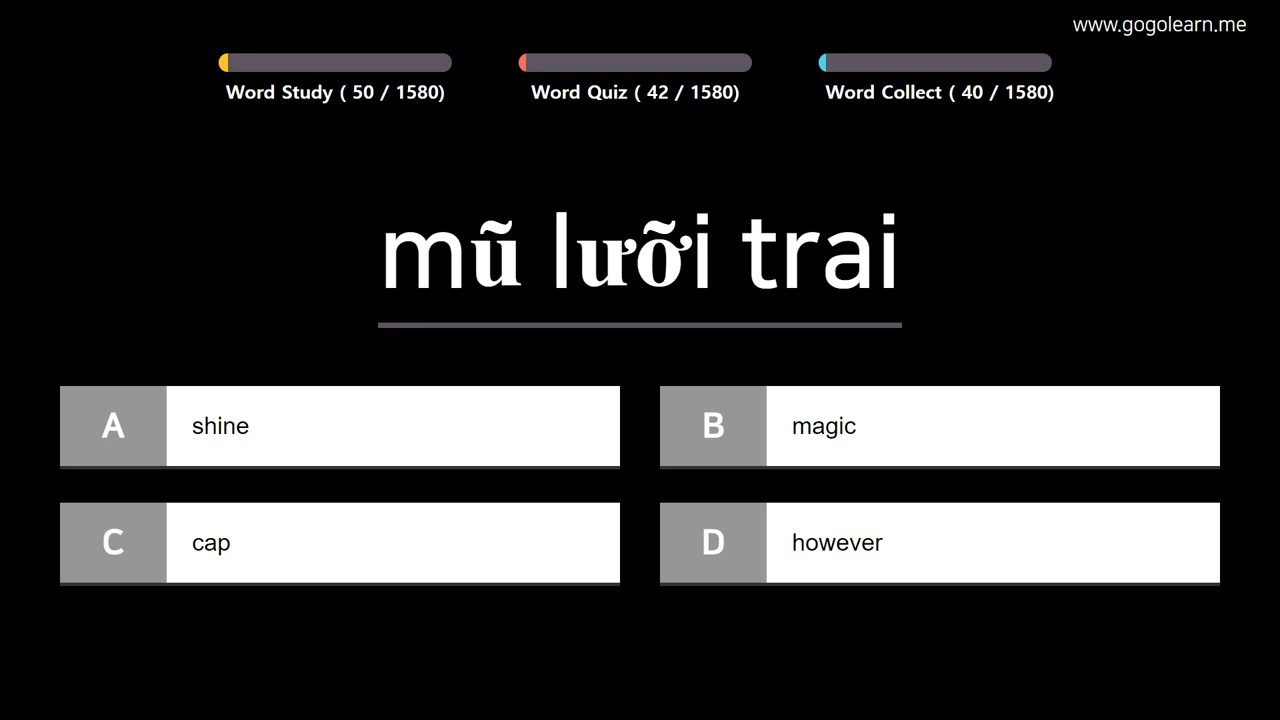 www.gogolearn.me
Word Study ( 50 / 1580)
Word Quiz ( 42 / 1580)
Word Collect ( 40 / 1580)
mũ lưỡi trai
A shine
B magic
C cap
D however